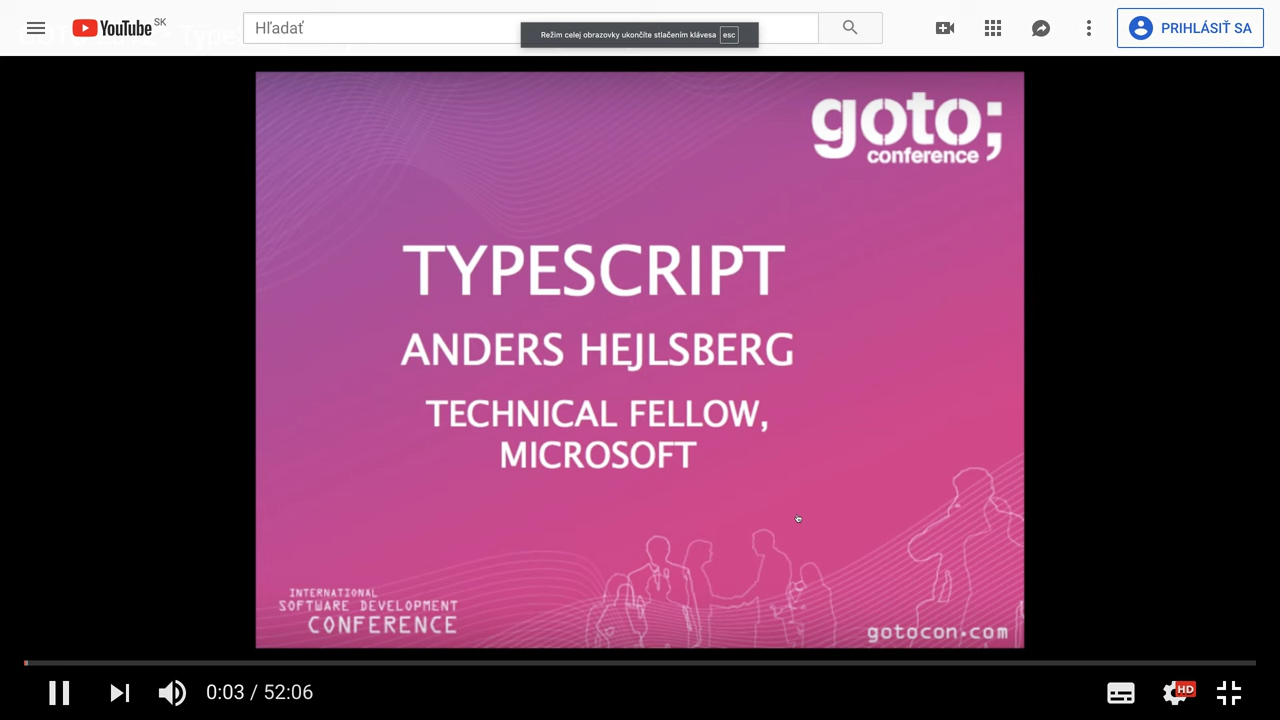 YouTube SK
Hľadať
Režim celej obrazovky ukončíte stlačením klávesa esc
PRIHLÁSIŤ SA
goto;
conference
TYPESCRIPT
ANDERS HEJLSBERG
TECHNICAL FELLOW,
MICROSOFT
INTERNATIONAL
SOFTWARE DEVELOPMENT
CONFERENCE
gotocon.com
0:03 / 52:06
HD